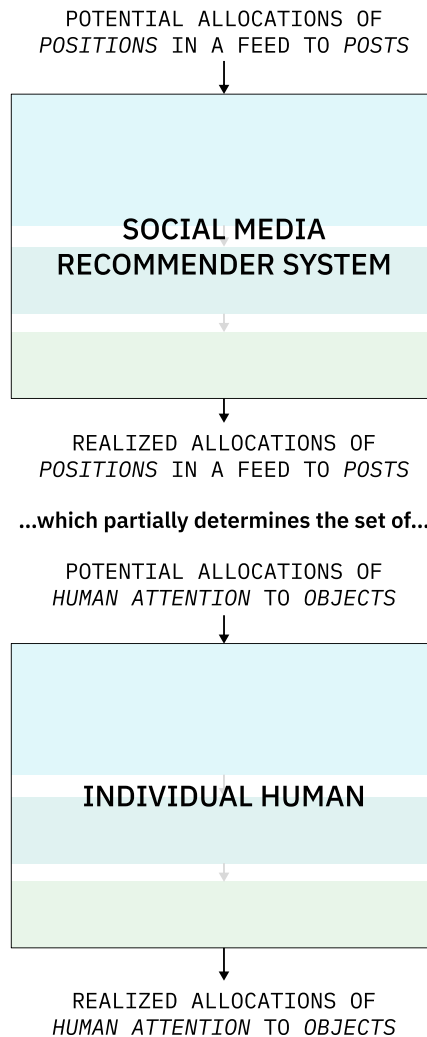 POTENTIAL ALLOCATIONS OF
POSITIONS IN A FEED TO POSTS
SOCIAL MEDIA
RECOMMENDER SYSTEM
REALIZED ALLOCATIONS OF
POSITIONS IN A FEED TO POSTS
...which partially determines the set of...
POTENTIAL ALLOCATIONS OF
HUMAN ATTENTION TO OBJECTS
INDIVIDUAL HUMAN
REALIZED ALLOCATIONS OF
HUMAN ATTENTION TO OBJECTS